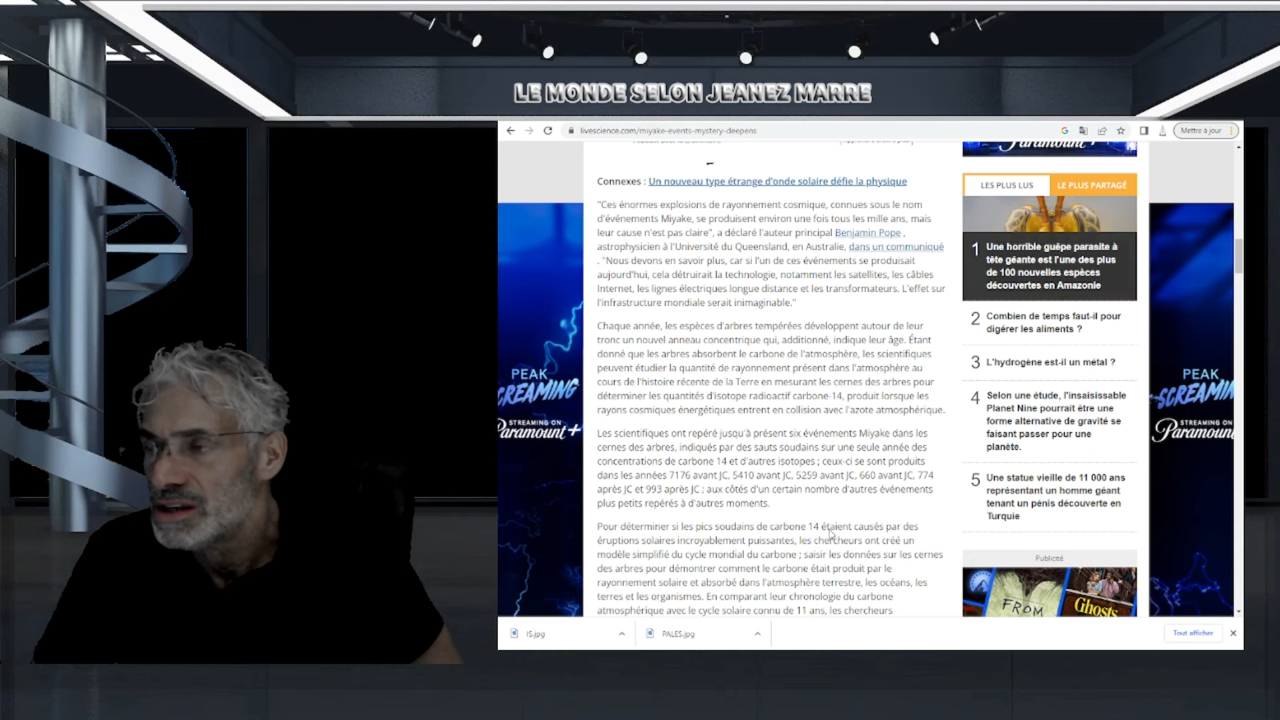 LE MONDE SELON JEANEZ MARRE
livescience.com/miyake-events-mystery-deepens
Mettre à jour
Paramount+
Connexes : Un nouveau type étrange d'onde solaire défie la physique
"Ces énormes explosions de rayonnement cosmique, connues sous le nom
d'événements Miyake, se produisent environ une fois tous les mille ans, mais
leur cause n'est pas claire", a déclaré l'auteur principal Benjamin Pope ,
astrophysicien à l'Université du Queensland, en Australie, dans un communiqué
. "Nous devons en savoir plus, car si l'un de ces événements se produisait
aujourd'hui, cela détruirait la technologie, notamment les satellites, les câbles
Internet, les lignes électriques longue distance et les transformateurs. L'effet sur
l'infrastructure mondiale serait inimaginable."
Chaque année, les espèces d'arbres tempérées développent autour de leur
tronc un nouvel anneau concentrique qui, additionné, indique leur âge. Étant
donné que les arbres absorbent le carbone de l'atmosphère, les scientifiques
peuvent étudier la quantité de rayonnement présent dans l'atmosphère au
cours de l'histoire récente de la Terre en mesurant les cernes des arbres pour
déterminer les quantités d'isotope radioactif carbone-14, produit lorsque les
rayons cosmiques énergétiques entrent en collision avec l'azote atmosphérique.
Les scientifiques ont repéré jusqu'à présent six événements Miyake dans les
cernes des arbres, indiqués par des sauts soudains sur une seule année des
concentrations de carbone 14 et d'autres isotopes ; ceux-ci se sont produits
dans les années 7176 avant JC, 5410 avant JC, 5259 avant JC, 660 avant JC, 774
après JC et 993 après JC ; aux côtés d'un certain nombre d'autres événements
plus petits repérés à d'autres moments.
Pour déterminer si les pics soudains de carbone 14 étaient causés par des
éruptions solaires incroyablement puissantes, les chercheurs ont créé un
modèle simplifié du cycle mondial du carbone ; saisir les données sur les cernes
des arbres pour démontrer comment le carbone était produit par le
rayonnement solaire et absorbé dans l'atmosphère terrestre, les océans, les
terres et les organismes. En comparant leur chronologie du carbone
atmosphérique avec le cycle solaire connu de 11 ans, les chercheurs
LES PLUS LUS
LE PLUS PARTAGÉ
1 Une horrible guêpe parasite à
tête géante est l'une des plus
de 100 nouvelles espèces
découvertes en Amazonie
2 Combien de temps faut-il pour
digérer les aliments ?
3 L'hydrogène est-il un métal ?
4 Selon une étude, l'insaisissable
Planet Nine pourrait être une
forme alternative de gravité se
faisant passer pour une
planète.
5 Une statue vieille de 11 000 ans
représentant un homme géant
tenant un pénis découverte en
Turquie
Publicité
FROM
Ghosts
PEAK
SCREAMING
STREAMING ON
Paramount+
PEAK
SCREAMING
STREAMING ON
Paramount+
IS.jpg
PALES.jpg
Tout afficher